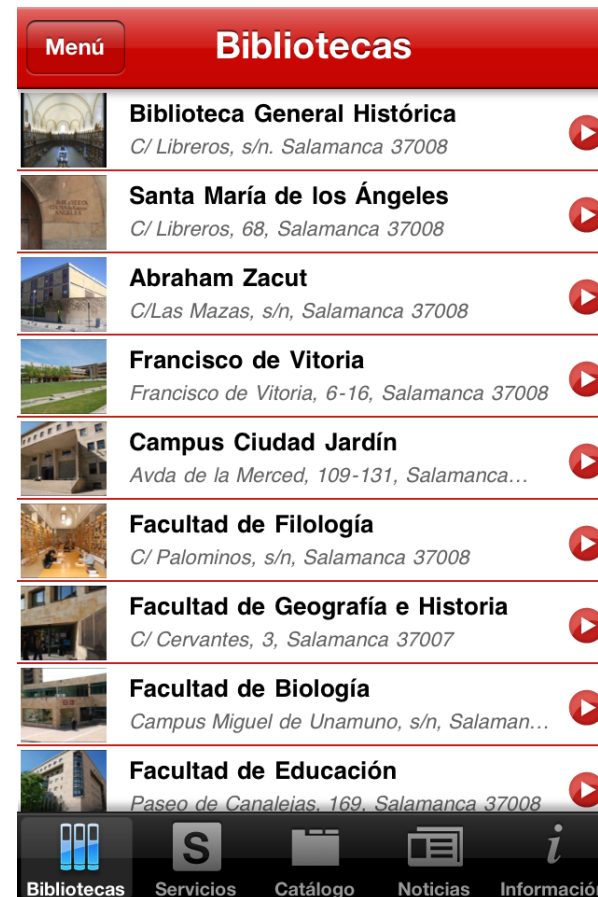 Menú
Bibliotecas
Biblioteca General Histórica
C/ Libreros, s/n. Salamanca 37008
Santa María de los Ángeles
C/ Libreros, 68, Salamanca 37008
Abraham Zacut
C/Las Mazas, s/n, Salamanca 37008
Francisco de Vitoria
Francisco de Vitoria, 6-16, Salamanca 37008
Campus Ciudad Jardín
Avda de la Merced, 109-131, Salamanca...
Facultad de Filología
C/ Palominos, s/n, Salamanca 37008
Facultad de Geografía e Historia
C/ Cervantes, 3, Salamanca 37007
Facultad de Biología
Campus Miguel de Unamuno, s/n, Salaman...
Facultad de Educación
Paseo de Canalejas, 169, Salamanca 37008
S
i
Bibliotecas Servicios Catálogo Noticias Información